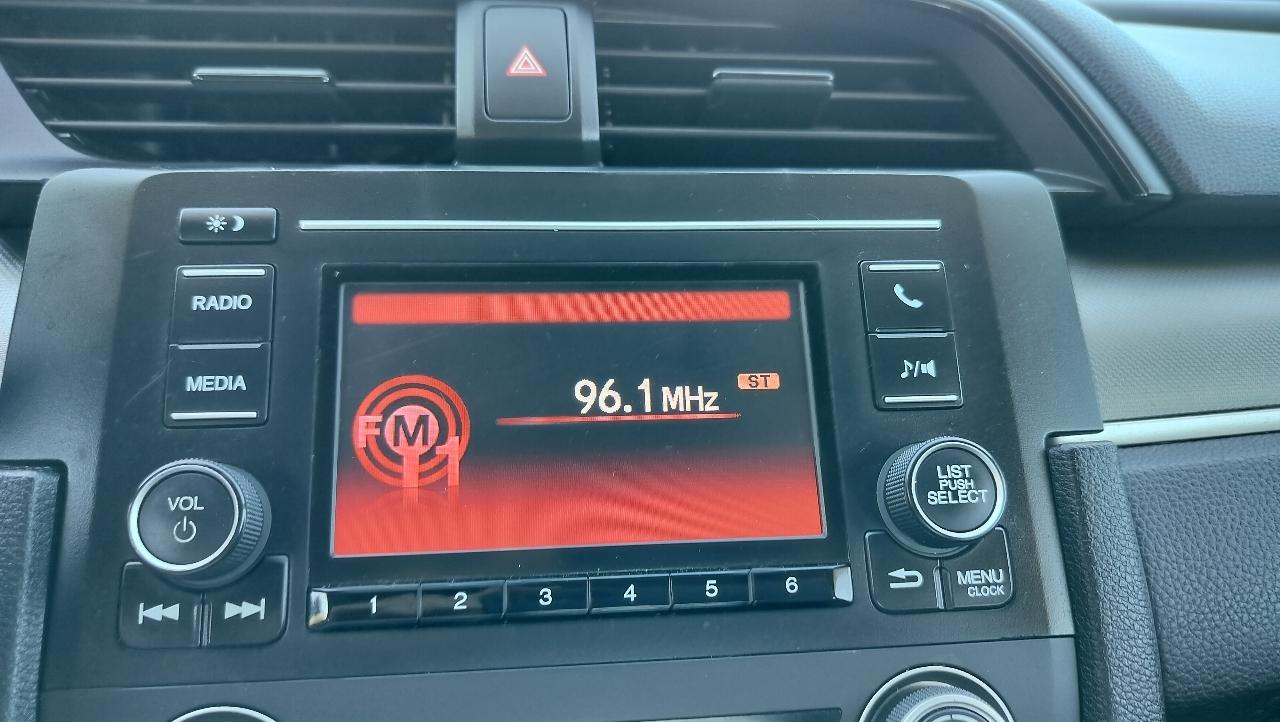 RADIO
MEDIA
VOL
FM
1
96.1 MHz
ST
LIST
PUSH
SELECT
MENU
CLOCK
1 2 3 4 5 6